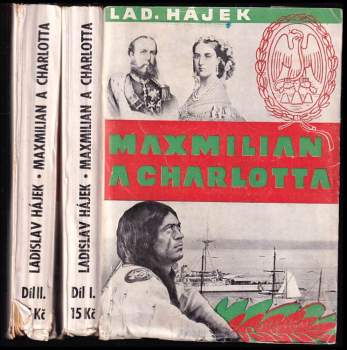 LADISLAV HÁJEK • MAXMILIAN A CHARLOTTA
Díl II.
Kč
LADISLAV HÁJEK • MAXMILIAN A CHARLOTTA
Díl I.
15 Kč
LAD. HÁJEK
MAXMILIAN
A CHARLOTTA